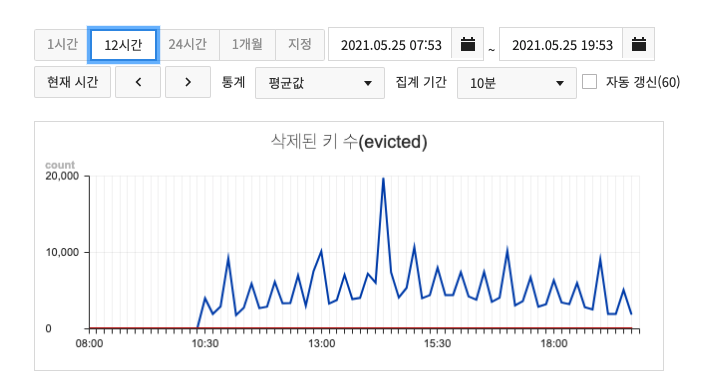 1시간 12시간 24시간 1개월 지정 2021.05.25 07:53 ~ 2021.05.25 19:53
현재 시간 < > 통계 평균값 집계 기간 10분 자동 갱신(60)
삭제된 키 수(evicted)
count
20,000
10,000
0
08:00 10:30 13:00 15:30 18:00